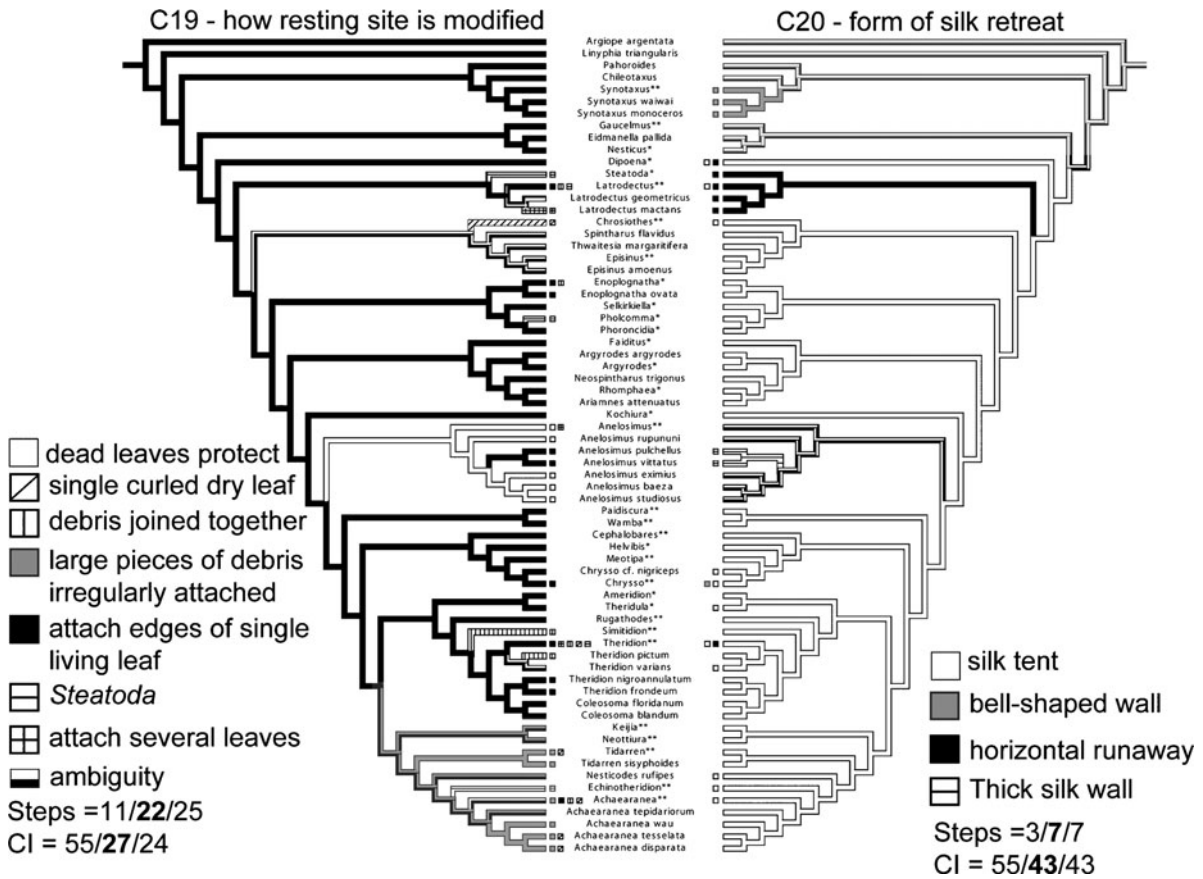 C19 - how resting site is modified
C20 - form of silk retreat
Argiope argentata
Linyphia triangularis
Pahoroides
Chileotaxus
Synotaxus**
Synotaxus waiwai
Synotaxus monoceros
Gaucelmus**
Eidmanella pallida
Nesticus*
Dipoena*
Steatoda*
Latrodectus**
Latrodectus geometricus
Latrodectus mactans
Chrosiothes**
Spintharus flavidus
Thwaitesia margaritifera
Episinus**
Episinus amoenus
Enoplognatha*
Enoplognatha ovata
Selkirkiella*
Pholcomma*
Phoroncidia*
Faiditus*
Argyrodes argyrodes
Argyrodes*
Neospintharus trigonus
Rhomphaea*
Ariamnes attenuatus
Kochiura*
Anelosimus**
Anelosimus rupununi
Anelosimus pulchellus
Anelosimus vittatus
Anelosimus eximius
Anelosimus baeza
Anelosimus studiosus
Paidiscura**
Wamba**
Cephalobares**
Helvibis*
Meotipa**
Chrysso cf. nigriceps
Chrysso**
Ameridion*
Theridula*
Rugathodes**
Simitidion**
Theridion**
Theridion pictum
Theridion varians
Theridion nigroannulatum
Theridion frondeum
Coleosoma floridanum
Coleosoma blandum
Keijia**
Neottiura**
Tidarren**
Tidarren sisyphoides
Nesticodes rufipes
Echinotheridion**
Achaearanea**
Achaearanea tepidariorum
Achaearanea wau
Achaearanea tesselata
Achaearanea disparata
dead leaves protect
single curled dry leaf
debris joined together
large pieces of debris
irregularly attached
attach edges of single
living leaf
Steatoda
attach several leaves
ambiguity
Steps =11/22/25
CI = 55/27/24
silk tent
bell-shaped wall
horizontal runaway
Thick silk wall
Steps =3/7/7
CI = 55/43/43